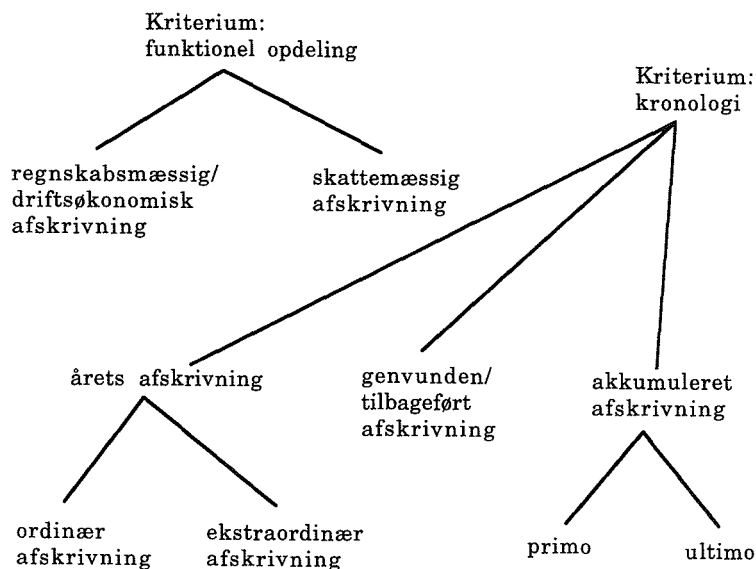 Kriterium:
funktionel opdeling
Kriterium:
kronologi
regnskabsmæssig/
driftsøkonomisk
afskrivning
skattemæssig
afskrivning
årets afskrivning
genvunden/
tilbageført
afskrivning
akkumuleret
afskrivning
ordinær
afskrivning
ekstraordinær
afskrivning
primo
ultimo